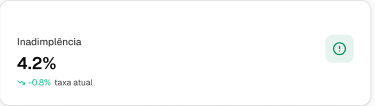 Inadimplência
4.2%
-0.8% taxa atual